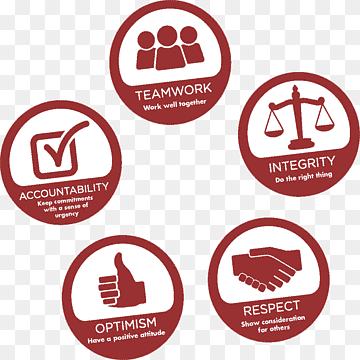 TEAMWORK
Work well together
INTEGRITY
Do the right thing
ACCOUNTABILITY
Keep commitments
with a sense of
urgency
RESPECT
Show consideration
for others
OPTIMISM
Have a positive attitude